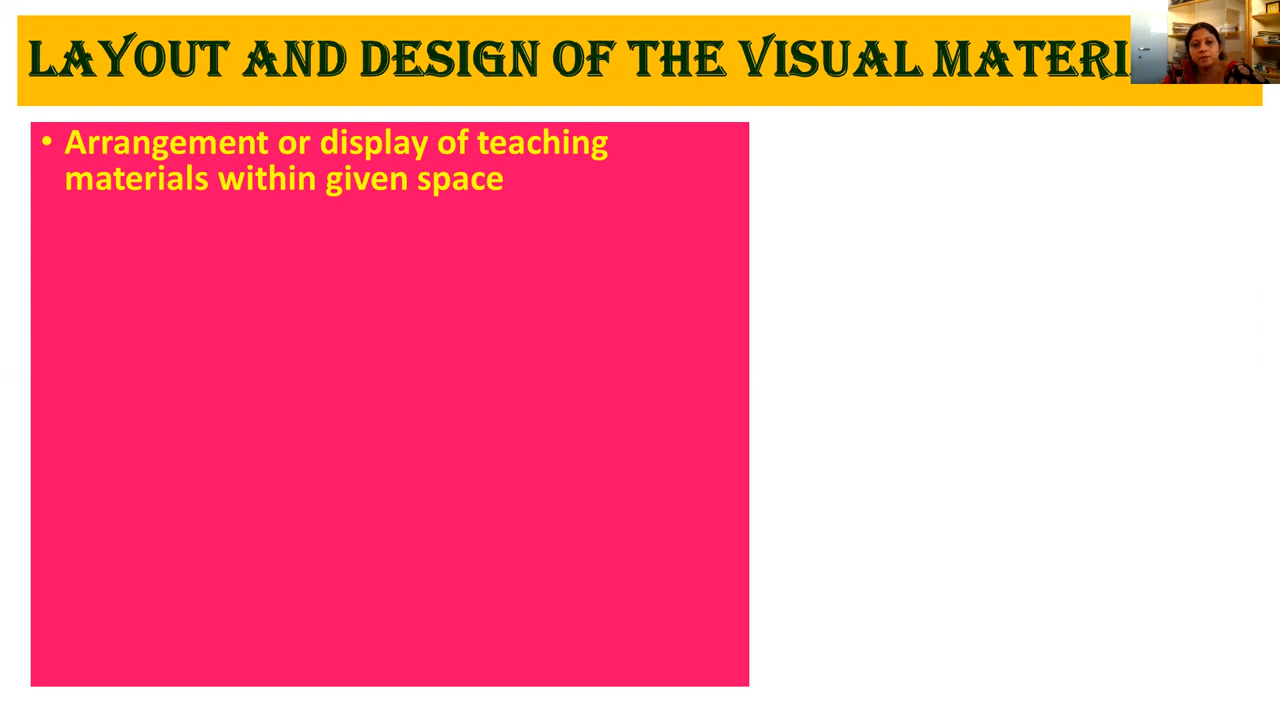 LAYOUT AND DESIGN OF THE VISUAL MATERI
• Arrangement or display of teaching
materials within given space